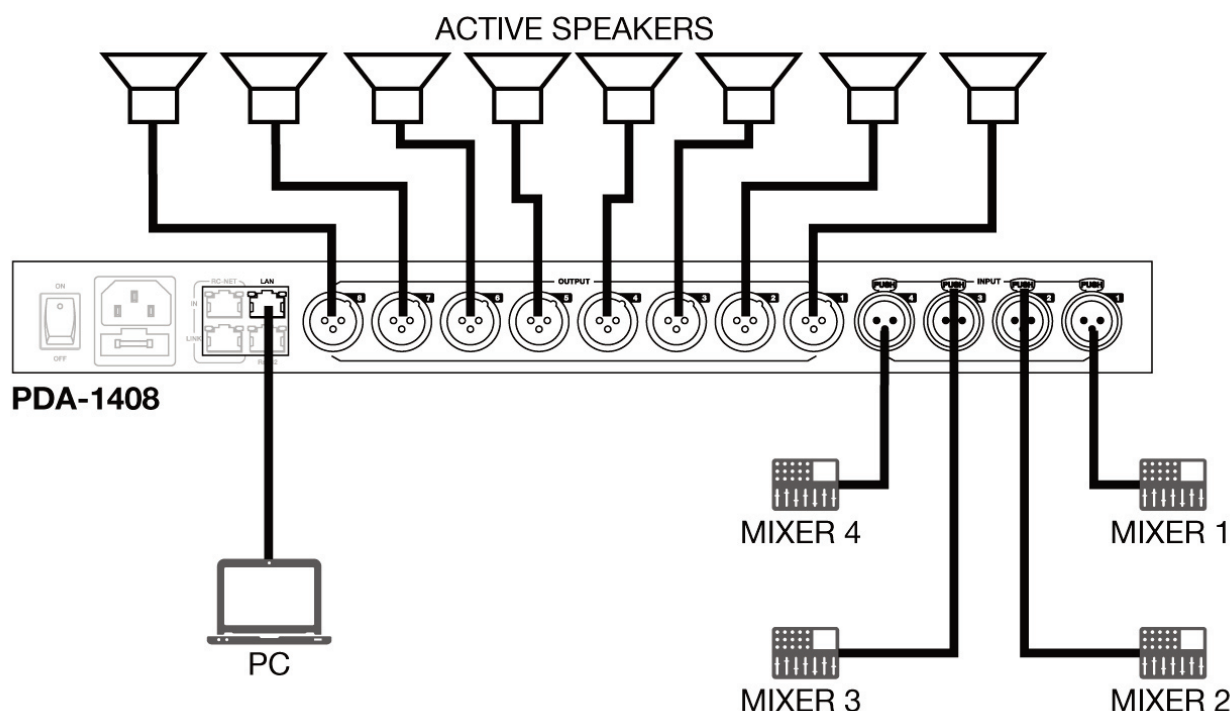 ACTIVE SPEAKERS
ON
OFF
RC-NET
IN
LINK
LAN
OUTPUT
8
7
6
5
4
3
2
1
INPUT
PUSH
4
PUSH
3
PUSH
2
PUSH
1
PDA-1408
MIXER 4
MIXER 1
PC
MIXER 3
MIXER 2